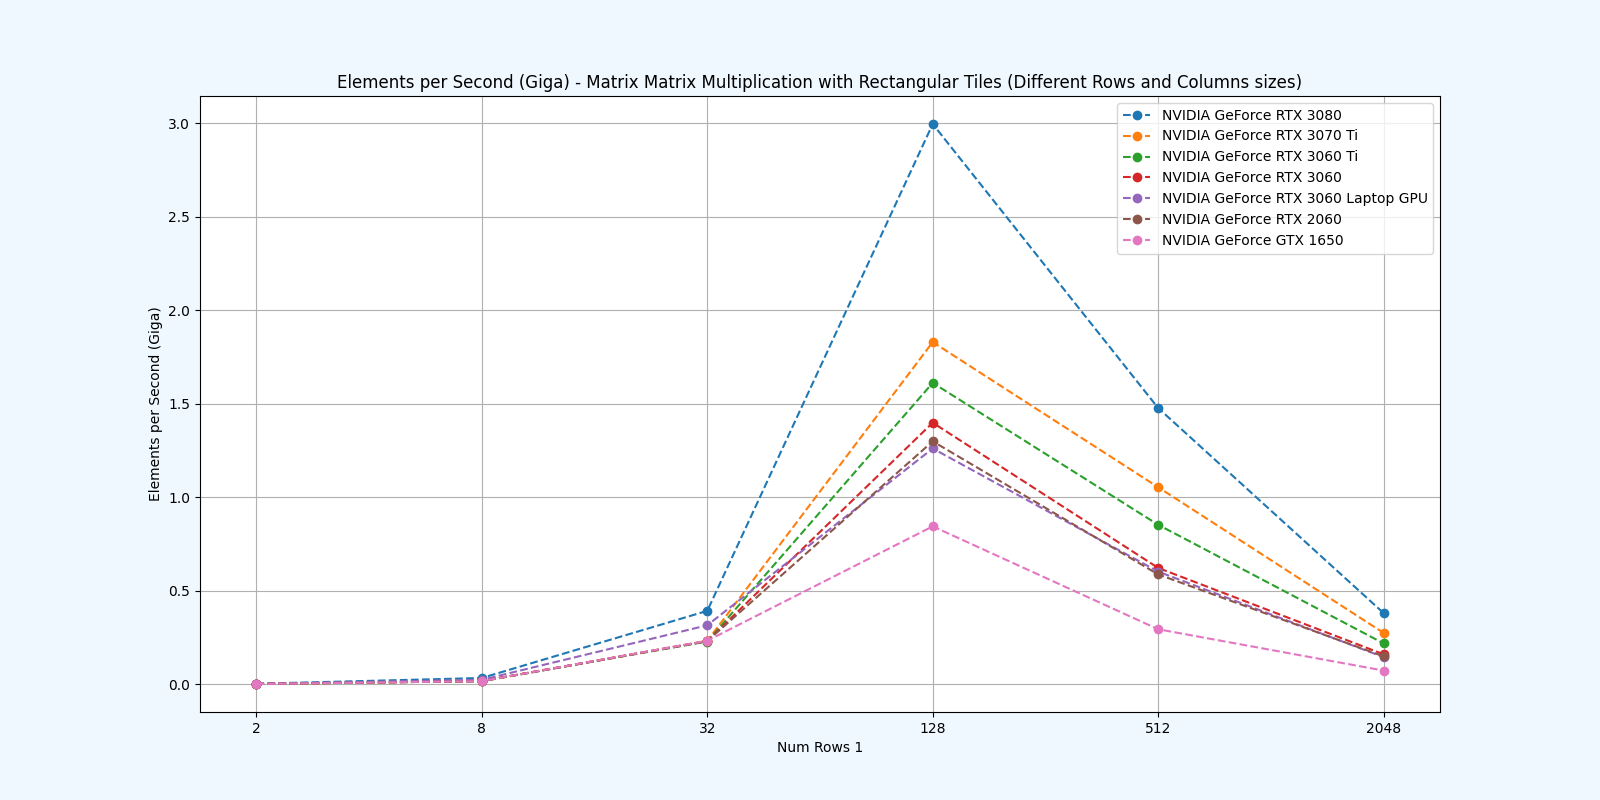 Elements per Second (Giga) - Matrix Matrix Multiplication with Rectangular Tiles (Different Rows and Columns sizes)
NVIDIA GeForce RTX 3080
NVIDIA GeForce RTX 3070 Ti
NVIDIA GeForce RTX 3060 Ti
NVIDIA GeForce RTX 3060
NVIDIA GeForce RTX 3060 Laptop GPU
NVIDIA GeForce RTX 2060
NVIDIA GeForce GTX 1650
Elements per Second (Giga)
3.0
2.5
2.0
1.5
1.0
0.5
0.0
2 8 32 128 512 2048
Num Rows 1